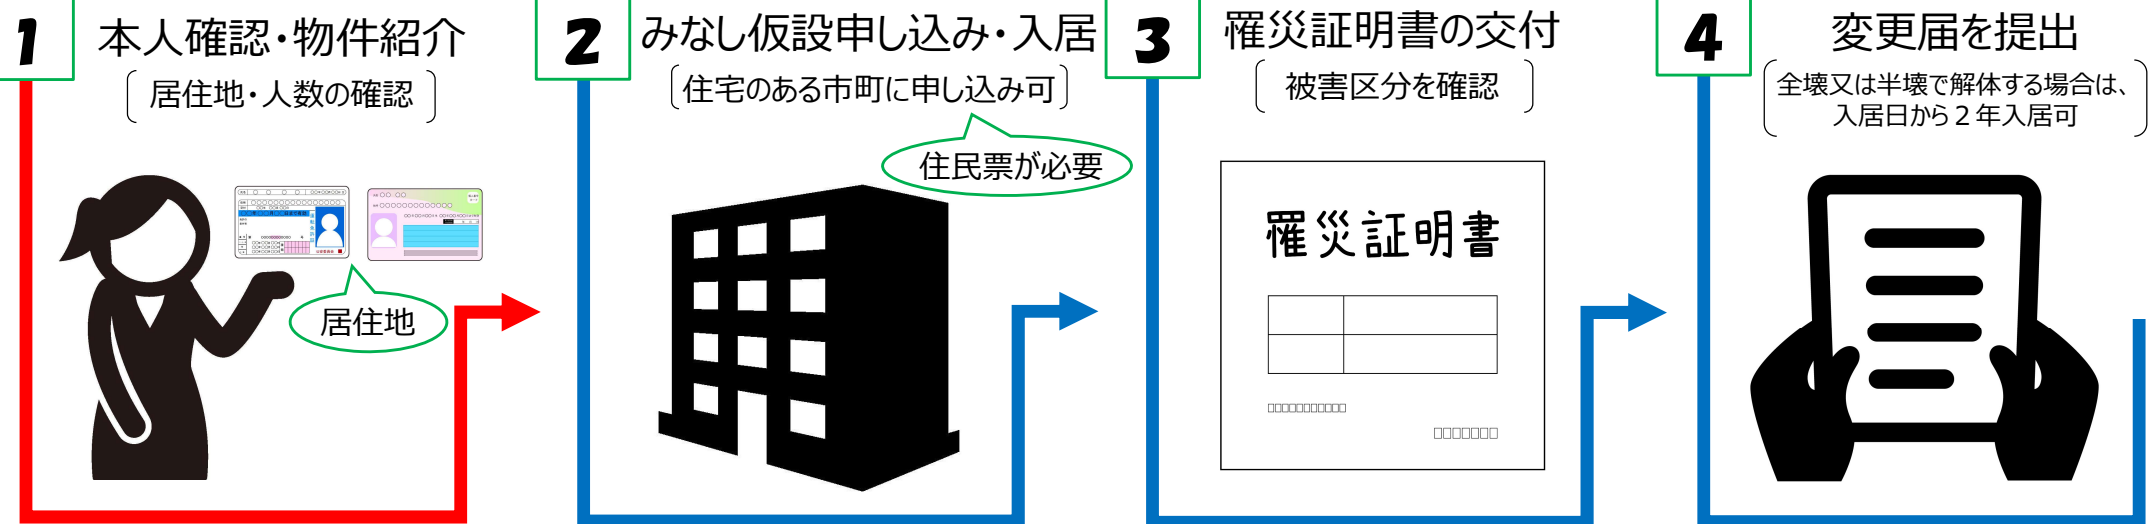 1
本人確認・物件紹介
居住地・人数の確認
居住地
2
みなし仮設申し込み・入居
住宅のある市町に申し込み可
住民票が必要
3
罹災証明書の交付
被害区分を確認
罹災証明書
□□□□□□□□□□□
□□□□□□□
4
変更届を提出
全壊又は半壊で解体する場合は、
入居日から2年入居可